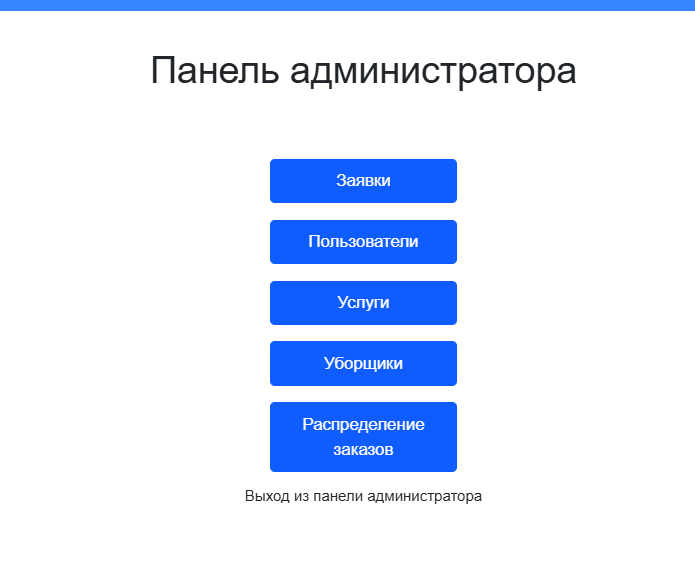 Панель администратора
Заявки
Пользователи
Услуги
Уборщики
Распределение
заказов
Выход из панели администратора